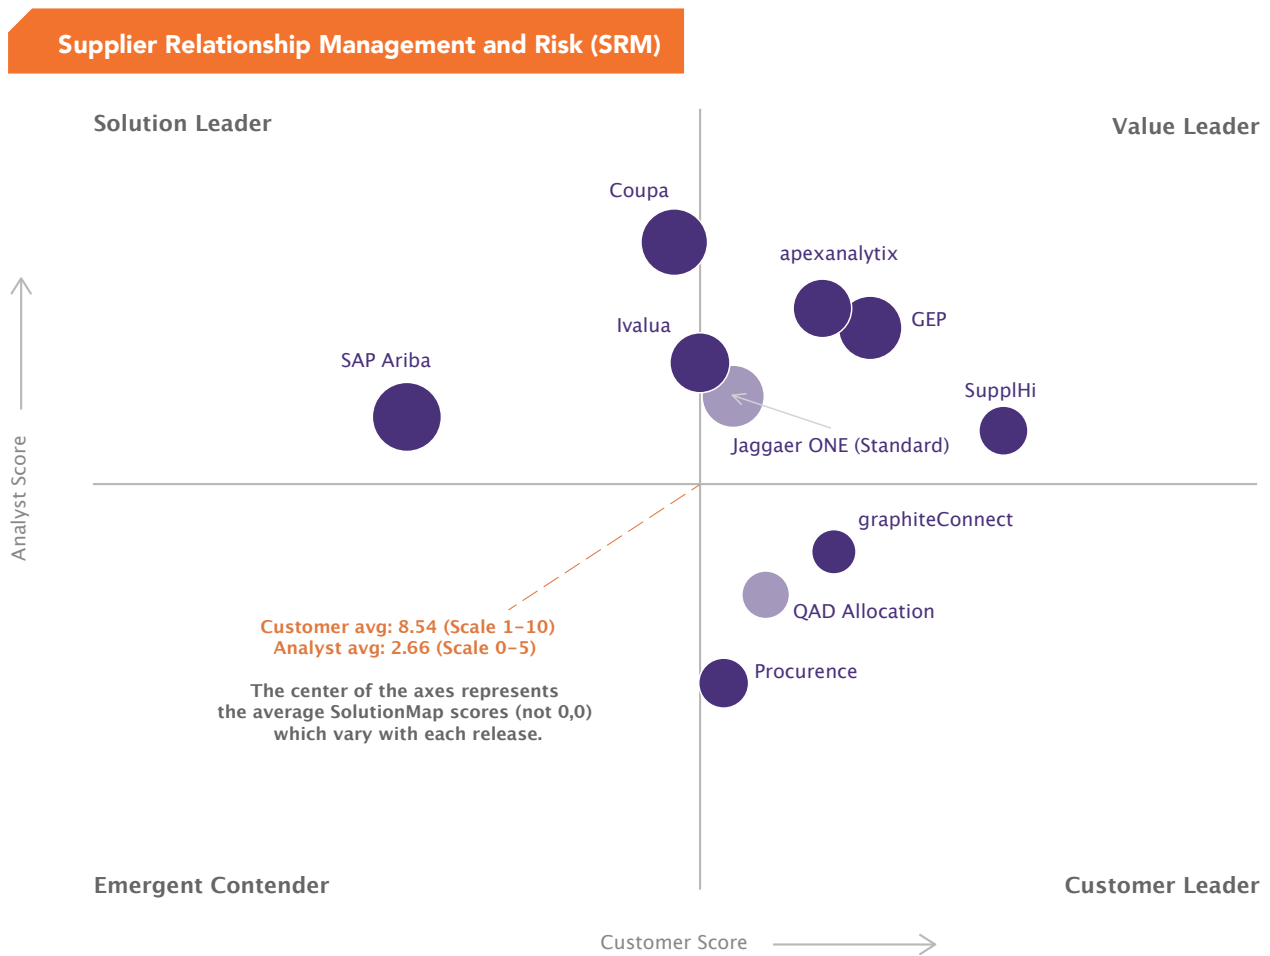 Supplier Relationship Management and Risk (SRM)
Solution Leader
Value Leader
Coupa
apexanalytix
GEP
Ivalua
SAP Ariba
SupplHi
Jaggaer ONE (Standard)
Analyst Score
graphiteConnect
QAD Allocation
Customer avg: 8.54 (Scale 1–10)
Analyst avg: 2.66 (Scale 0–5)
Procurence
The center of the axes represents
the average SolutionMap scores (not 0,0)
which vary with each release.
Emergent Contender
Customer Leader
Customer Score